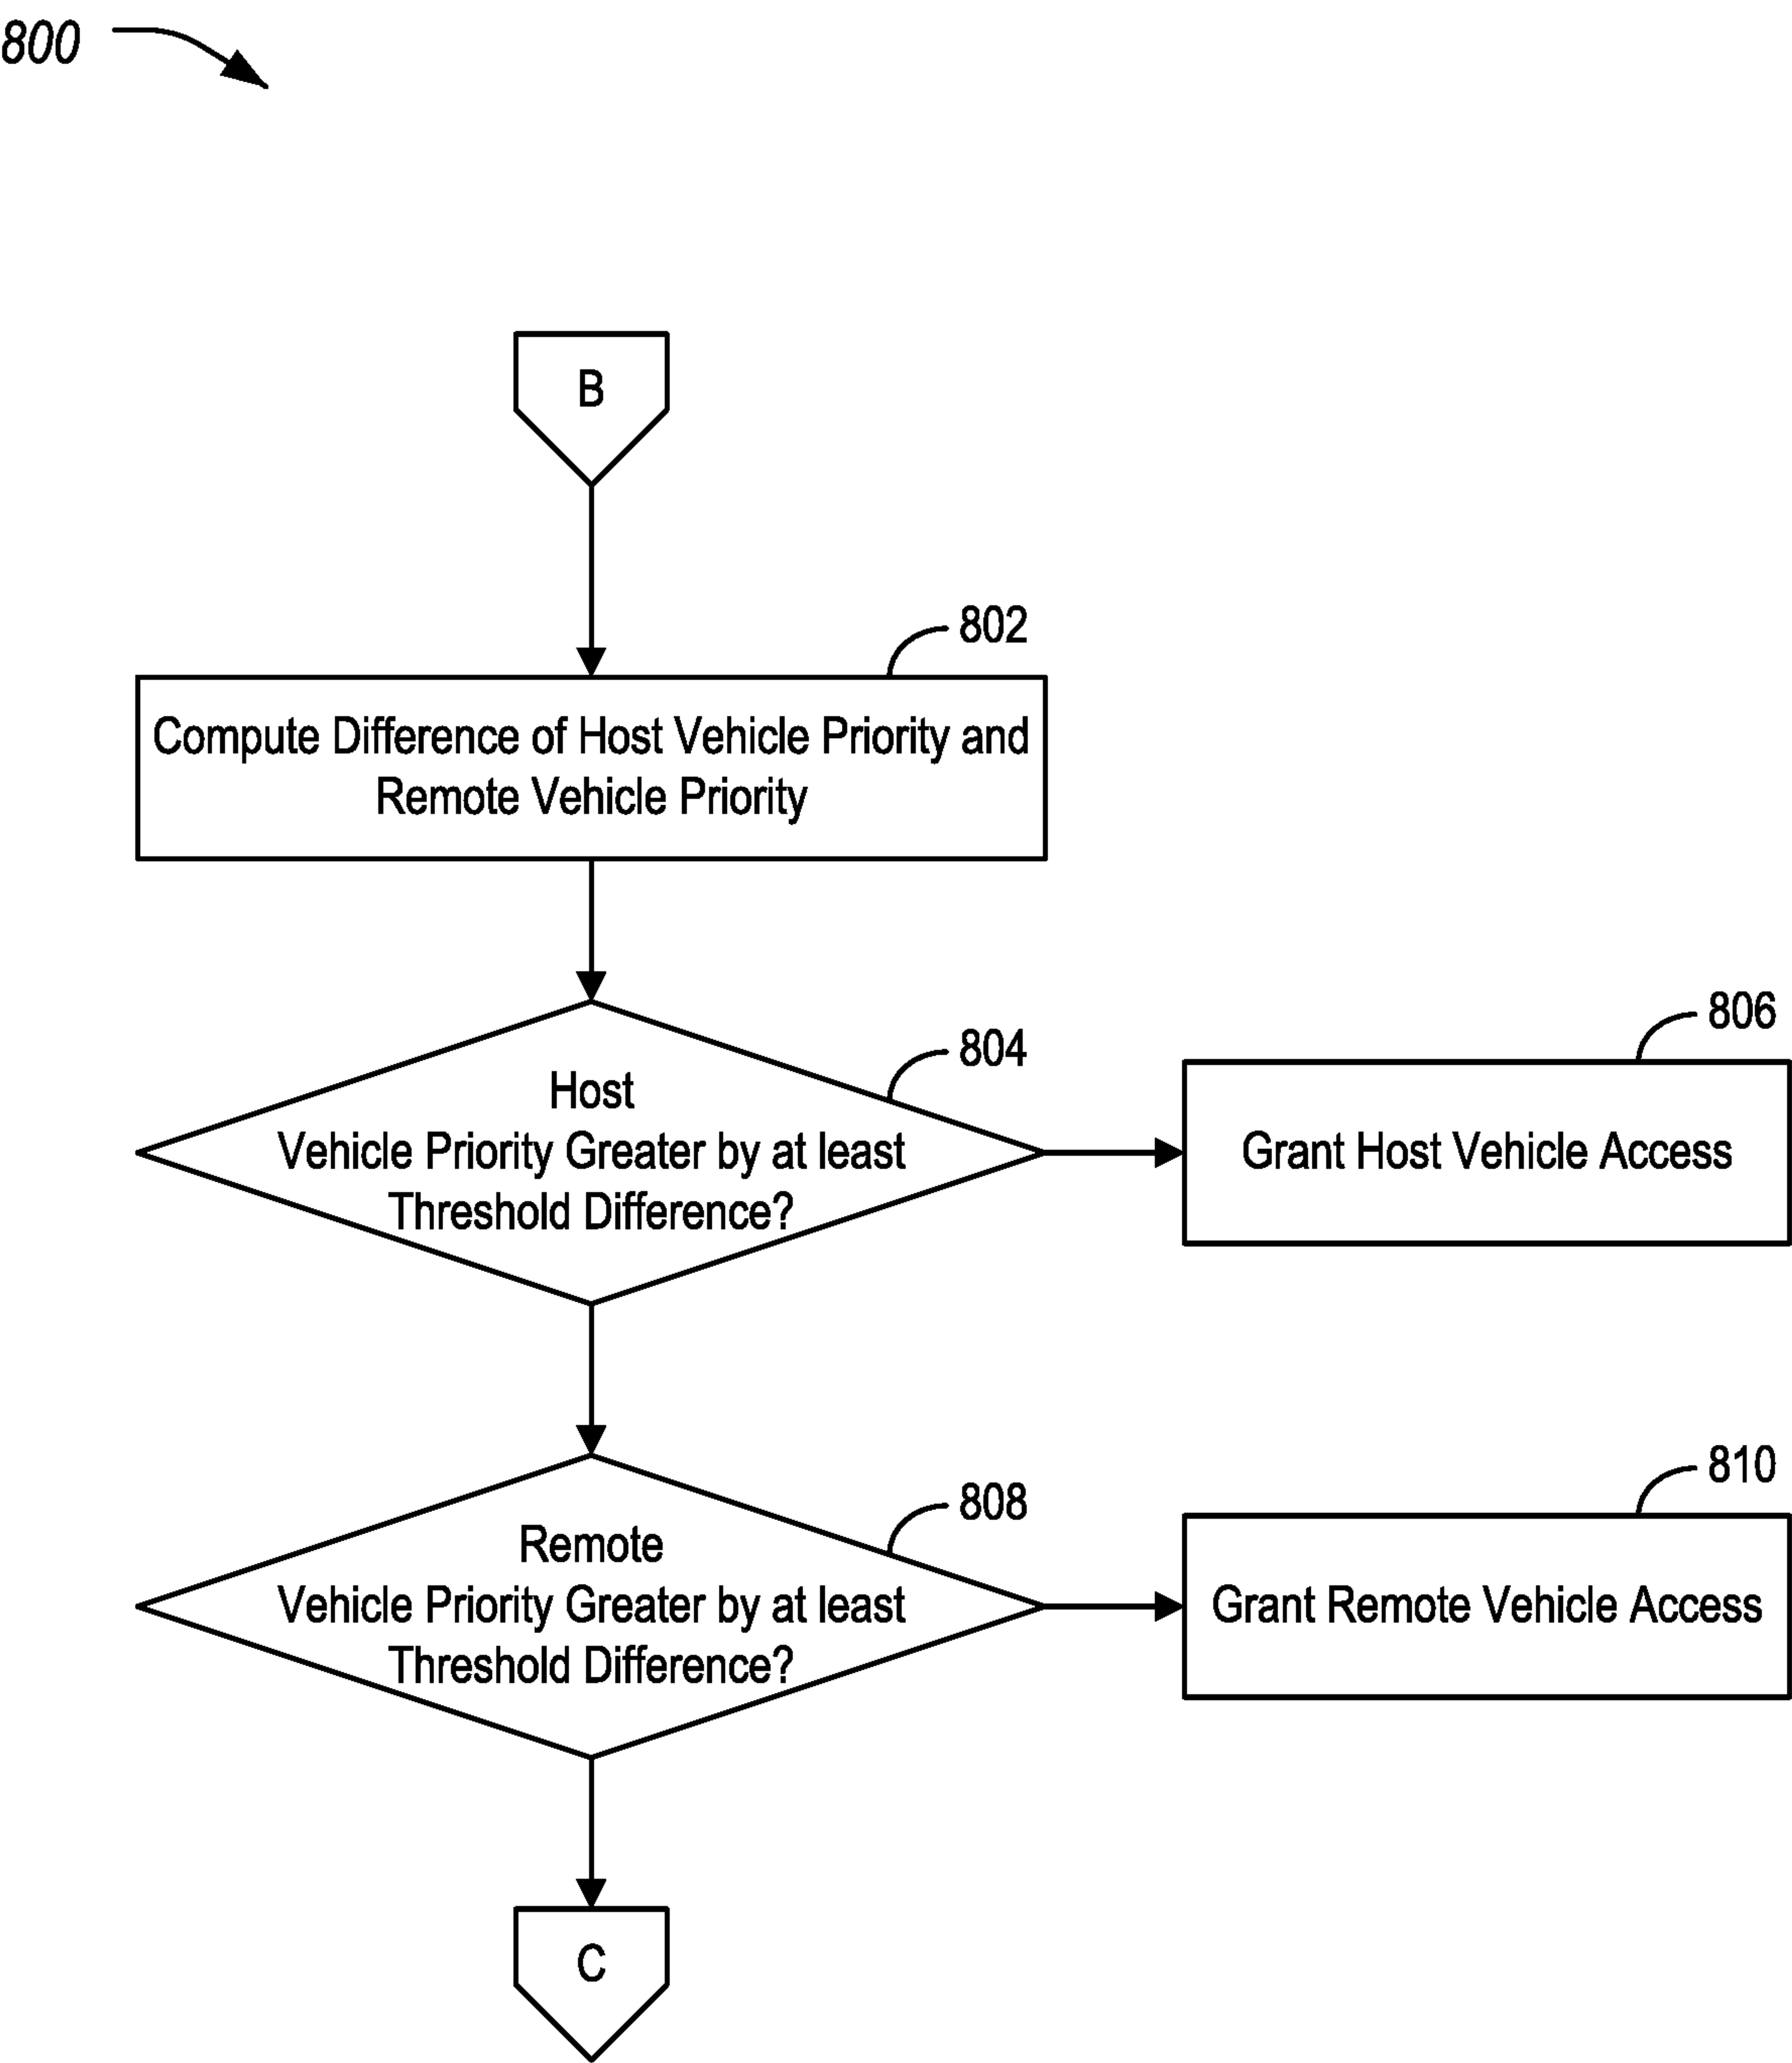 800
B
802
Compute Difference of Host Vehicle Priority and
Remote Vehicle Priority
804
Host
Vehicle Priority Greater by at least
Threshold Difference?
806
Grant Host Vehicle Access
808
Remote
Vehicle Priority Greater by at least
Threshold Difference?
810
Grant Remote Vehicle Access
C